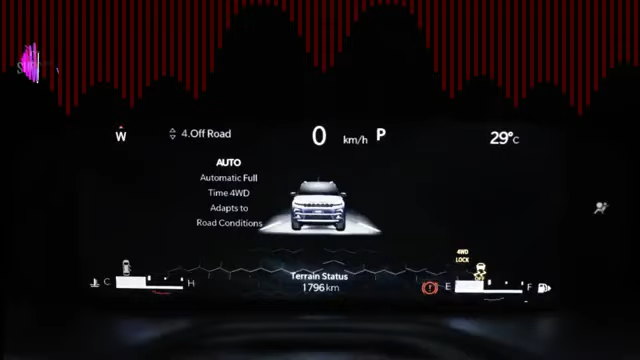 W
4.Off Road
0 km/h P
29°C
AUTO
Automatic Full
Time 4WD
Adapts to
Road Conditions
4WD
LOCK
Terrain Status
1796 km
C H
E F